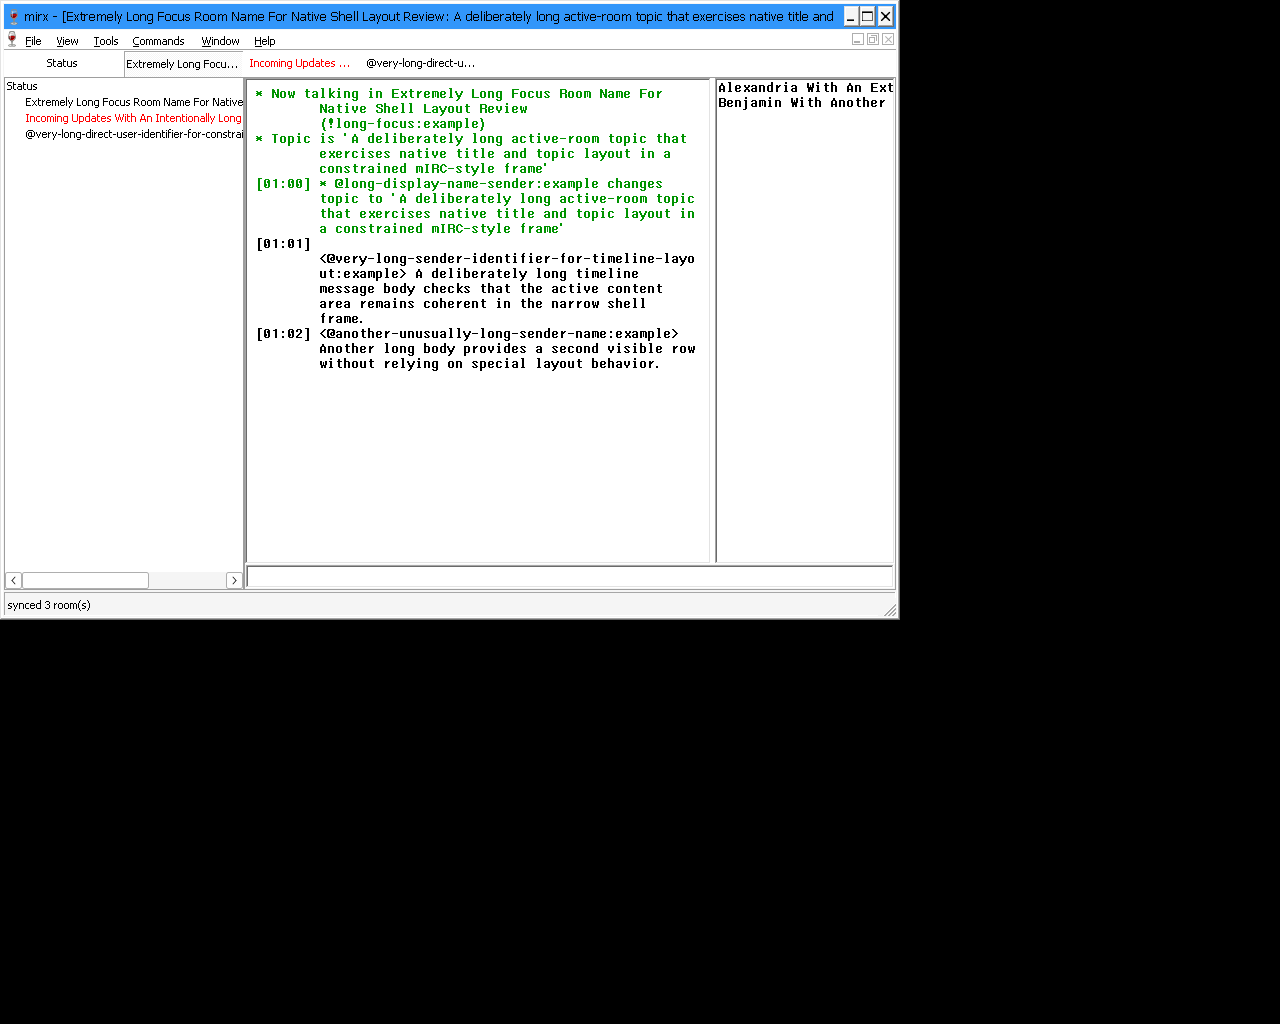 mirx - [Extremely Long Focus Room Name For Native Shell Layout Review: A deliberately long active-room topic that exercises native title and
File View Tools Commands Window Help
Status Extremely Long Focu... Incoming Updates ... @very-long-direct-u...
Status
Extremely Long Focus Room Name For Native
Incoming Updates With An Intentionally Long
@very-long-direct-user-identifier-for-constrai
* Now talking in Extremely Long Focus Room Name For
Native Shell Layout Review
(!long-focus:example)
* Topic is 'A deliberately long active-room topic that
exercises native title and topic layout in a
constrained mIRC-style frame'
[01:00] * @long-display-name-sender:example changes
topic to 'A deliberately long active-room topic
that exercises native title and topic layout in
a constrained mIRC-style frame'
[01:01]
<@very-long-sender-identifier-for-timeline-layo
ut:example> A deliberately long timeline
message body checks that the active content
area remains coherent in the narrow shell
frame.
[01:02] <@another-unusually-long-sender-name:example>
Another long body provides a second visible row
without relying on special layout behavior.
Alexandria With An Ext
Benjamin With Another
synced 3 room(s)